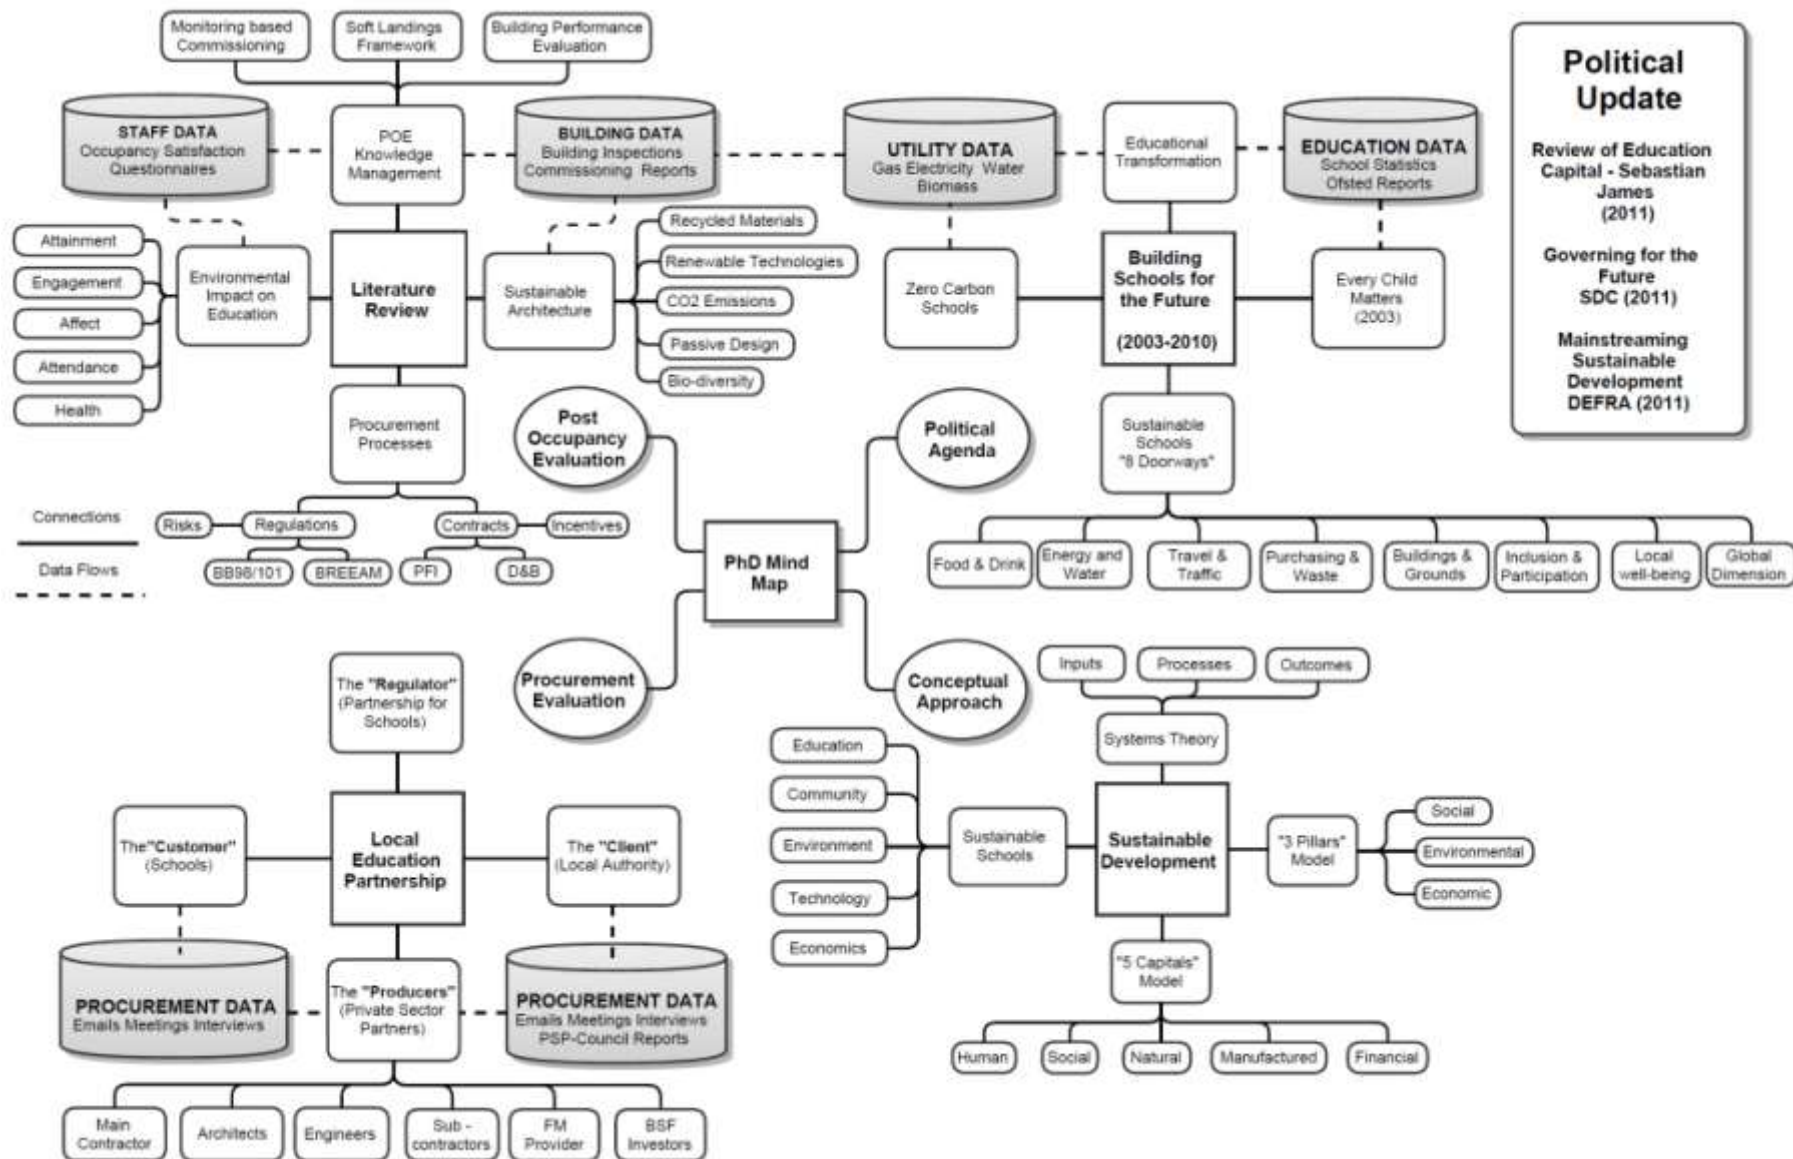 Monitoring based
Commissioning
Soft Landings
Framework
Building Performance
Evaluation
STAFF DATA
Occupancy Satisfaction
Questionnaires
POE
Knowledge
Management
BUILDING DATA
Building Inspections
Commissioning Reports
UTILITY DATA
Gas Electricity Water
Biomass
Educational
Transformation
EDUCATION DATA
School Statistics
Ofsted Reports
Political
Update
Review of Education
Capital - Sebastian
James
(2011)
Governing for the
Future
SDC (2011)
Mainstreaming
Sustainable
Development
DEFRA (2011)
Attainment
Engagement
Affect
Attendance
Health
Environmental
Impact on
Education
Literature
Review
Sustainable
Architecture
Recycled Materials
Renewable Technologies
CO2 Emissions
Passive Design
Bio-diversity
Zero Carbon
Schools
Building
Schools for
the Future
(2003-2010)
Every Child
Matters
(2003)
Procurement
Processes
Post
Occupancy
Evaluation
Political
Agenda
Sustainable
Schools
"8 Doorways"
Connections
Data Flows
Risks
Regulations
Contracts
Incentives
BB98/101
BREEAM
PFI
D&B
PhD Mind
Map
Food & Drink
Energy and
Water
Travel &
Traffic
Purchasing &
Waste
Buildings &
Grounds
Inclusion &
Participation
Local
well-being
Global
Dimension
The "Regulator"
(Partnership for
Schools)
Procurement
Evaluation
Conceptual
Approach
Inputs
Processes
Outcomes
Systems Theory
Education
Community
Environment
Technology
Economics
Sustainable
Schools
Sustainable
Development
"3 Pillars"
Model
Social
Environmental
Economic
The"Customer"
(Schools)
Local
Education
Partnership
The "Client"
(Local Authority)
"5 Capitals"
Model
PROCUREMENT DATA
Emails Meetings Interviews
The "Producers"
(Private Sector
Partners)
PROCUREMENT DATA
Emails Meetings Interviews
PSP-Council Reports
Human
Social
Natural
Manufactured
Financial
Main
Contractor
Architects
Engineers
Sub -
contractors
FM
Provider
BSF
Investors